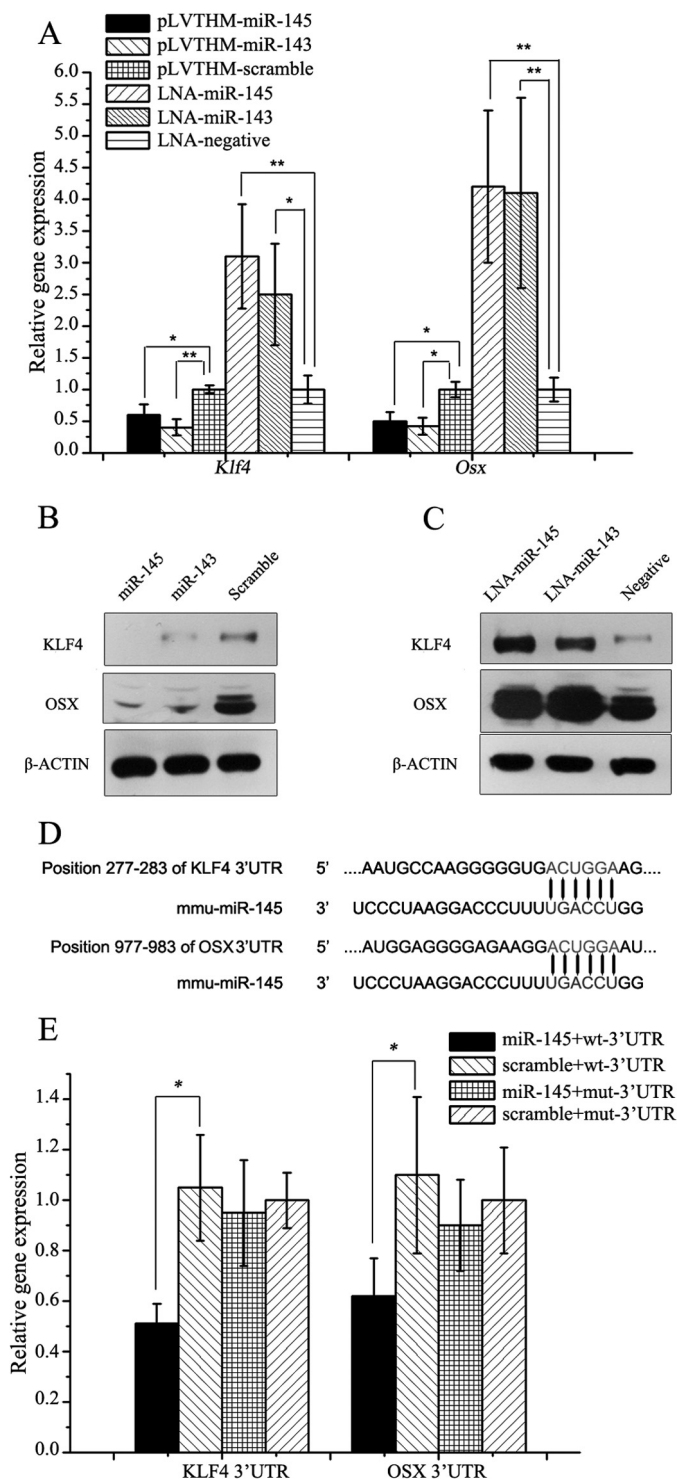 A
pLVTHM-miR-145
pLVTHM-miR-143
pLVTHM-scramble
LNA-miR-145
LNA-miR-143
LNA-negative
Relative gene expression
6.0
5.5
5.0
4.5
4.0
3.5
3.0
2.5
2.0
1.5
1.0
0.5
0.0
*
**
**
*
*
*
**
**
Klf4
Osx
B
miR-145
miR-143
Scramble
KLF4
OSX
β-ACTIN
C
LNA-miR-145
LNA-miR-143
Negative
KLF4
OSX
β-ACTIN
D
Position 277-283 of KLF4 3’UTR 5’ ....AAUGCCAAGGGGGUGACUGGAAG....
mmu-miR-145 3’ UCCCUAAGGACCCUUUUGACCUGG
Position 977-983 of OSX3’UTR 5’ ....AUGGAGGGGAGAAGGACUGGAAU...
mmu-miR-145 3’ UCCCUAAGGACCCUUUUGACCUGG
E
miR-145+wt-3’UTR
scramble+wt-3’UTR
miR-145+mut-3’UTR
scramble+mut-3’UTR
Relative gene expression
1.4
1.2
1.0
0.8
0.6
0.4
0.2
0.0
*
*
KLF4 3’UTR
OSX 3’UTR